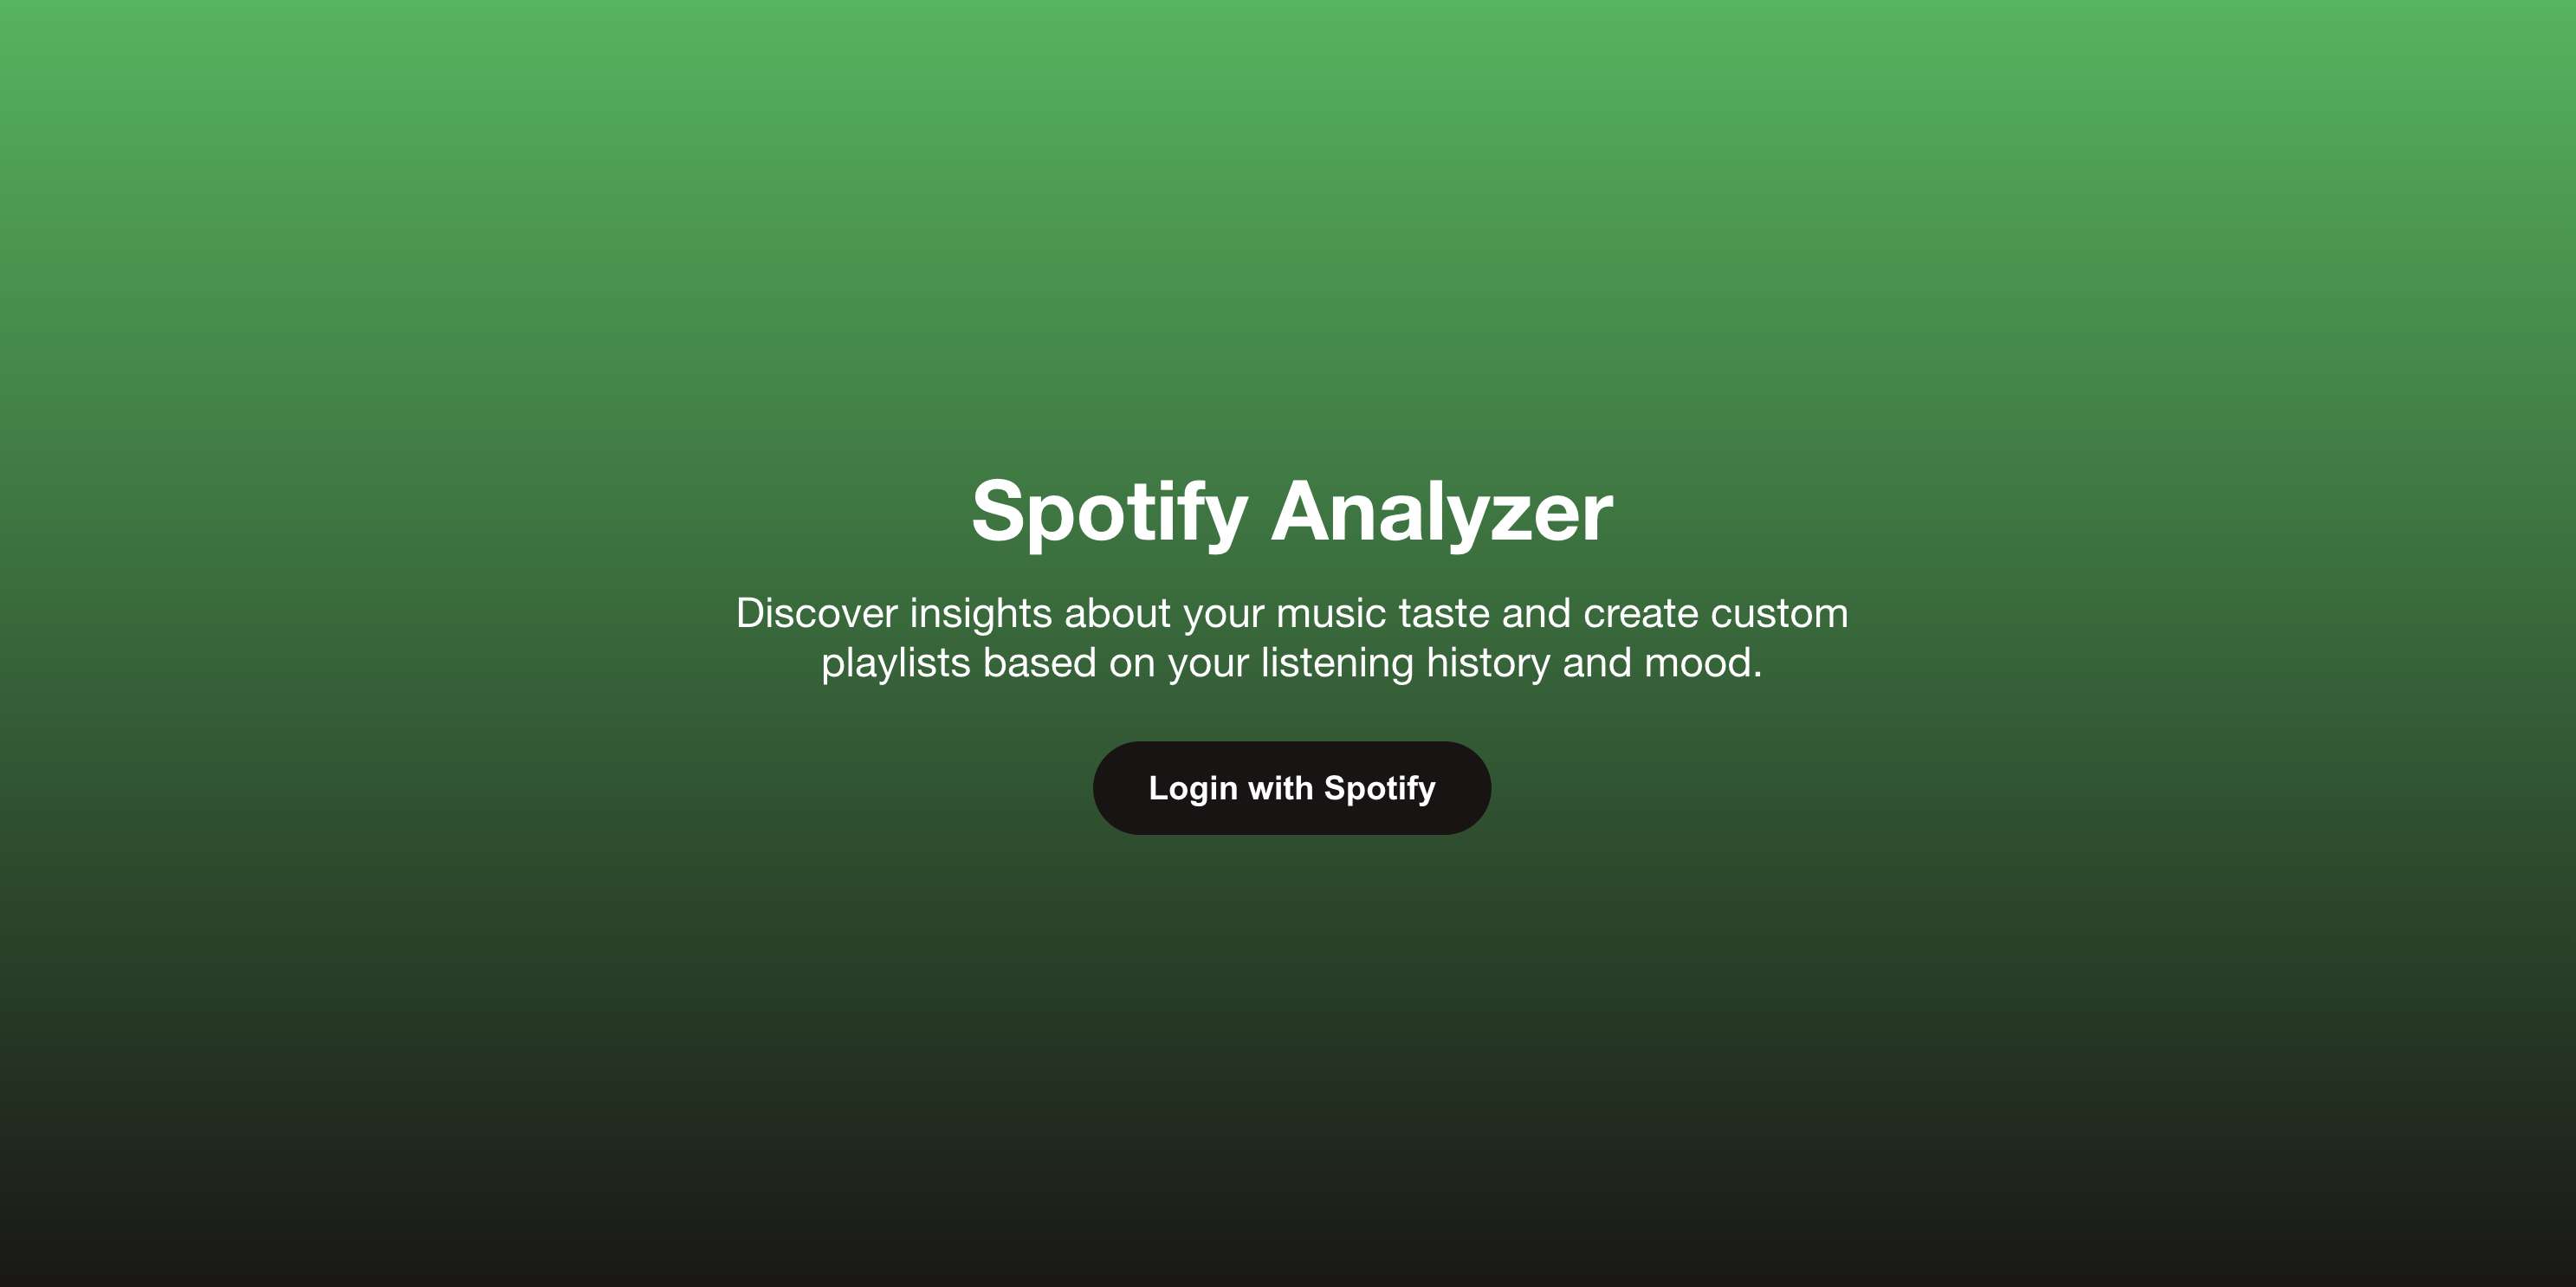 Spotify Analyzer
Discover insights about your music taste and create custom
playlists based on your listening history and mood.
Login with Spotify